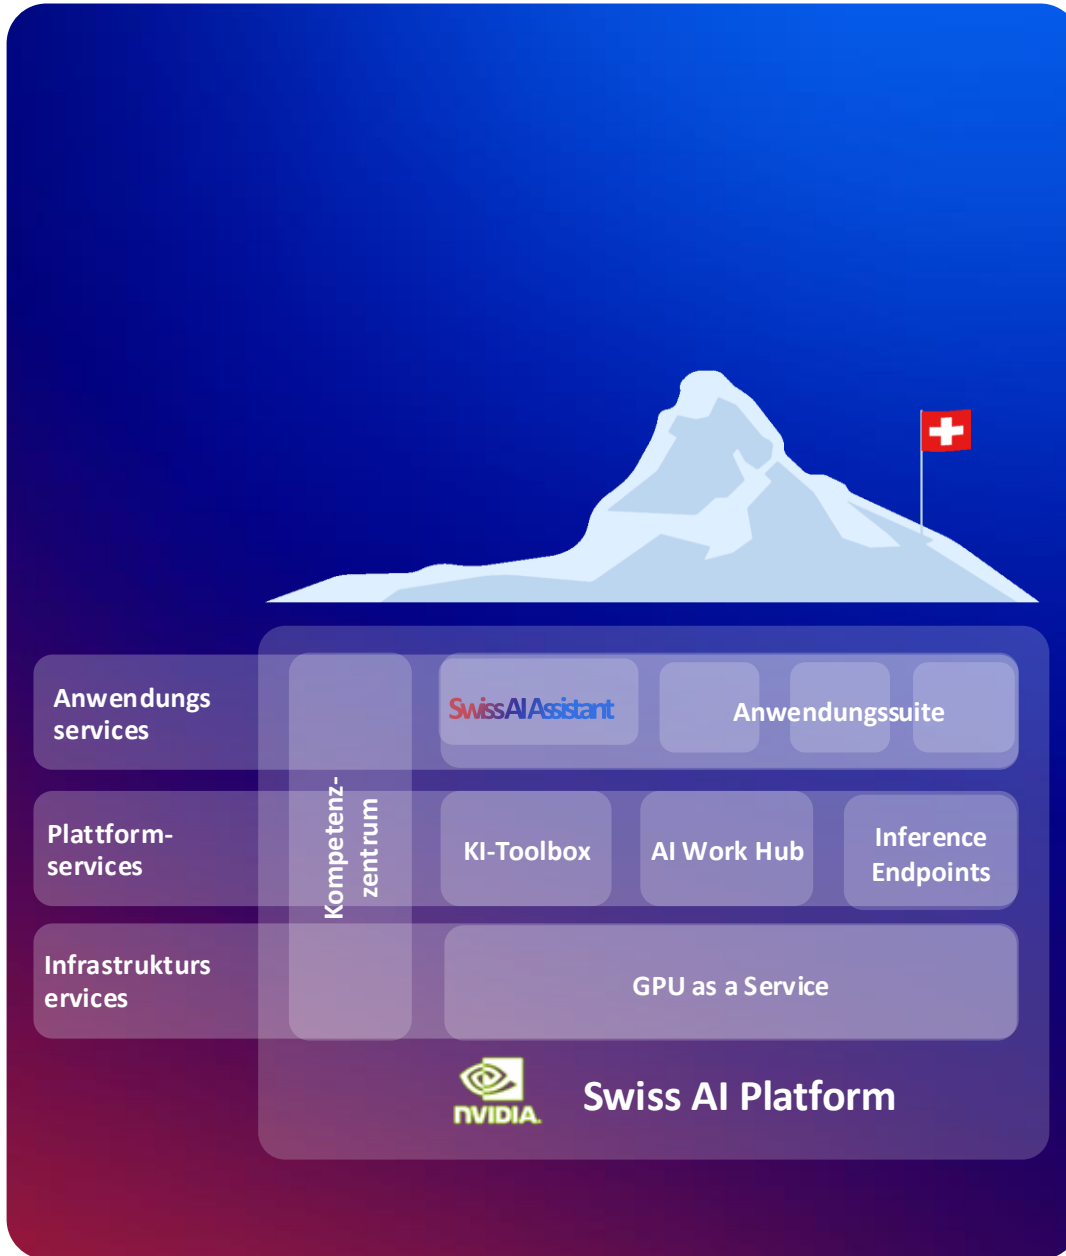 Anwendungs
services
SwissAIAssistant
Anwendungssuite
Kompetenz-
zentrum
Plattform-
services
KI-Toolbox
AI Work Hub
Inference
Endpoints
Infrastrukturs
ervices
GPU as a Service
NVIDIA.
Swiss AI Platform